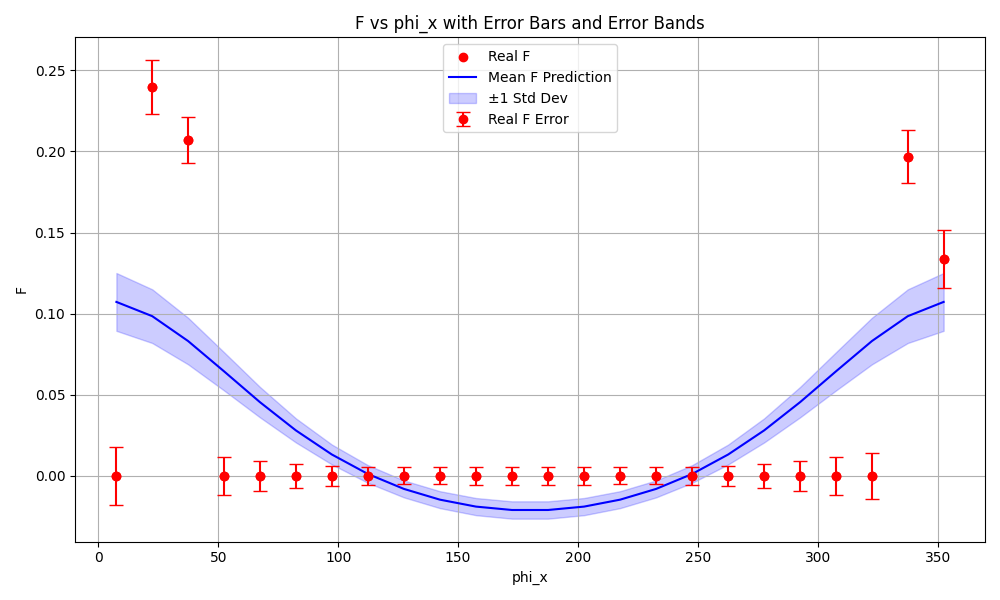 F vs phi_x with Error Bars and Error Bands
Real F
Mean F Prediction
±1 Std Dev
Real F Error
F
0.25
0.20
0.15
0.10
0.05
0.00
0 50 100 150 200 250 300 350
phi_x